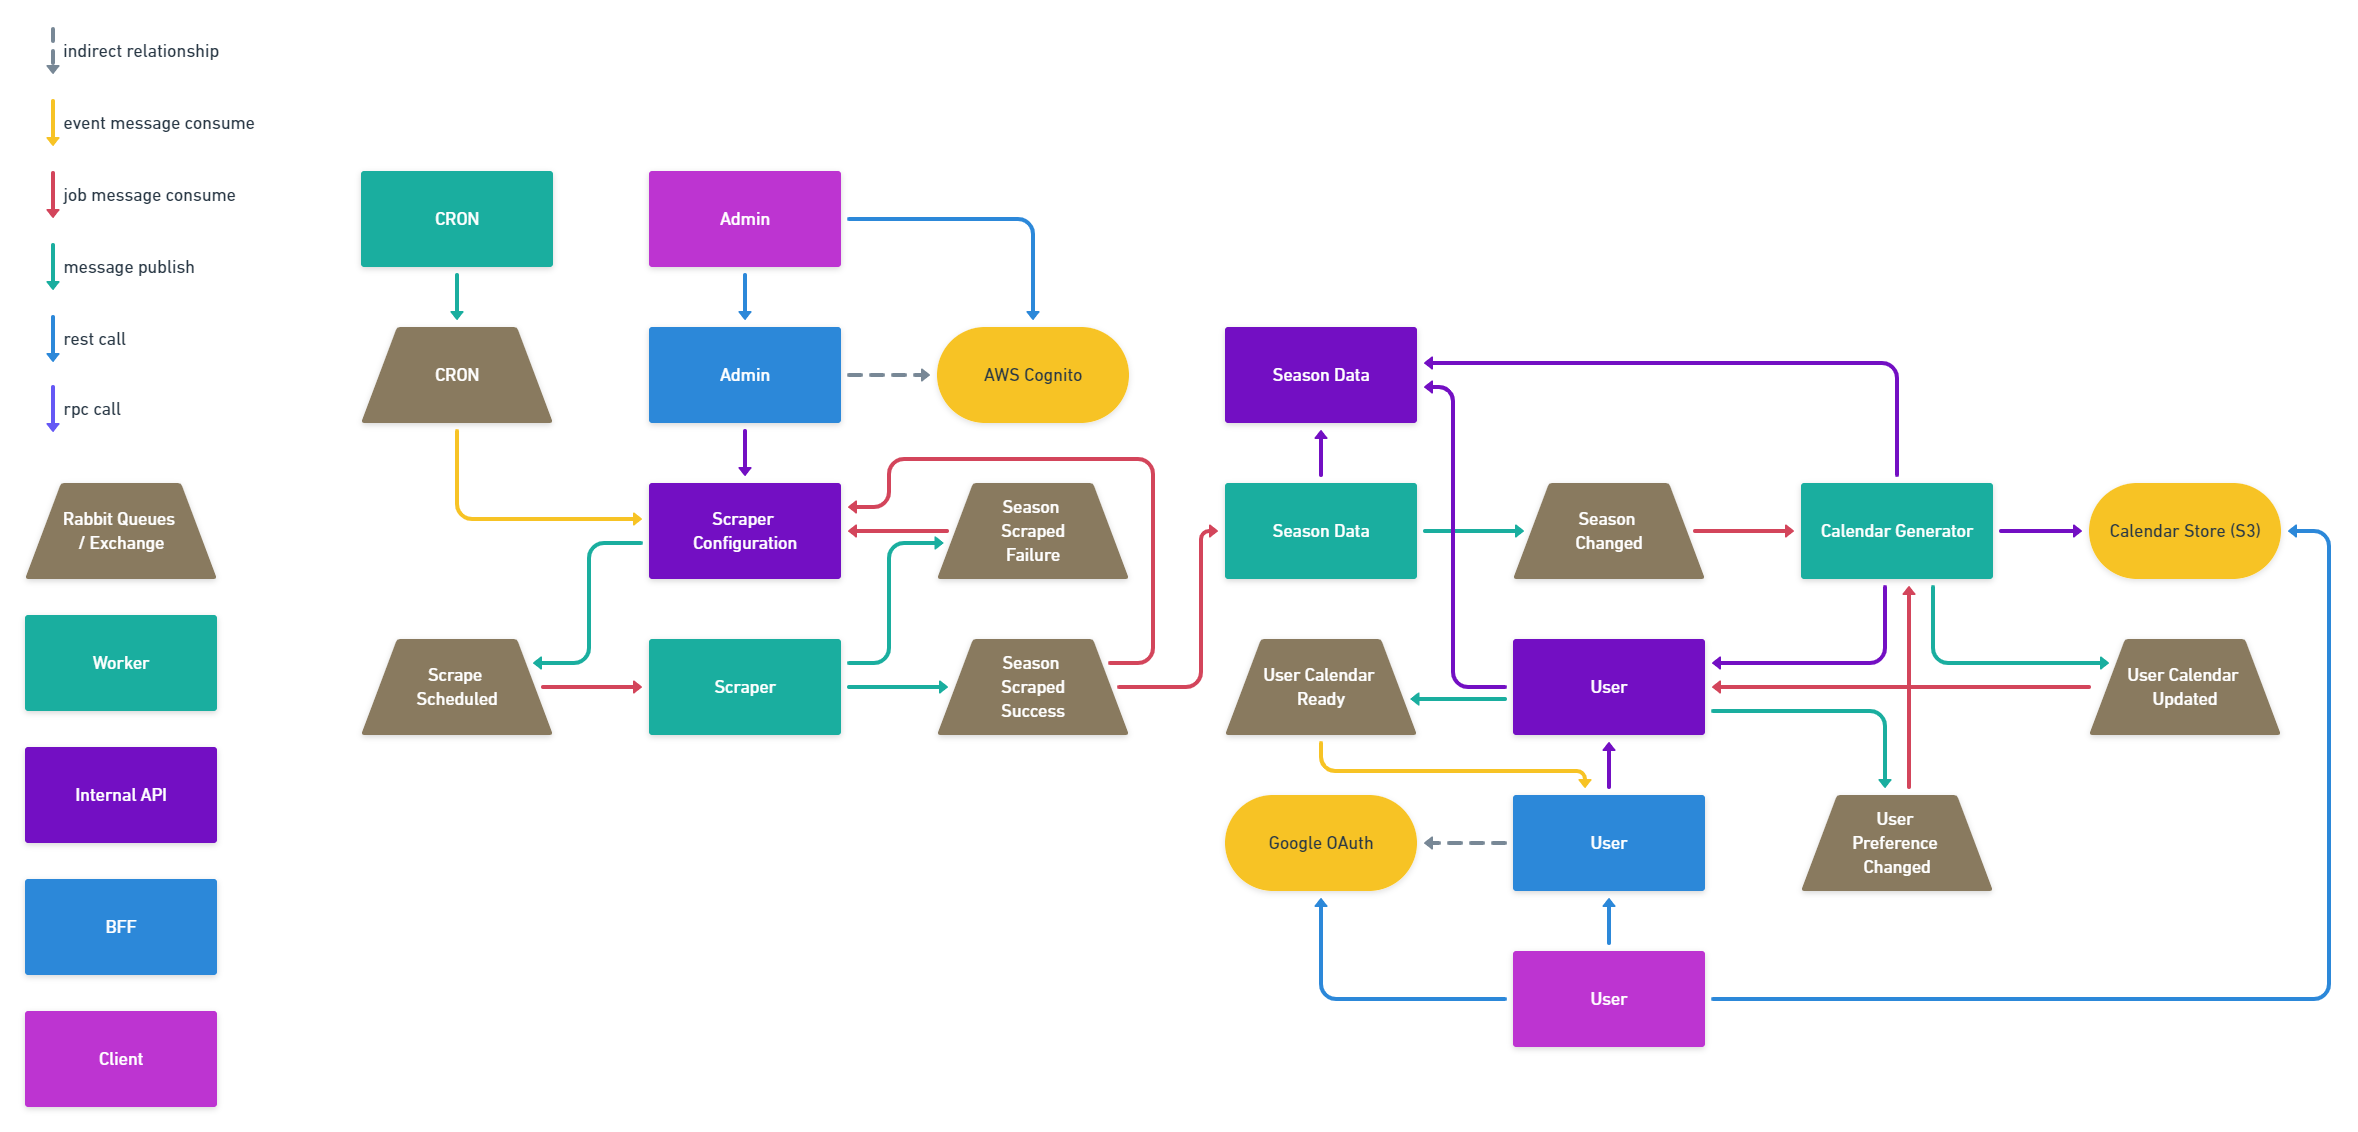 indirect relationship
event message consume
job message consume
message publish
rest call
rpc call
Rabbit Queues
/ Exchange
Worker
Internal API
BFF
Client
CRON
Admin
CRON
Admin
AWS Cognito
Season Data
Scraper
Configuration
Season
Scraped
Failure
Season Data
Season
Changed
Calendar Generator
Calendar Store (S3)
Scrape
Scheduled
Scraper
Season
Scraped
Success
User Calendar
Ready
User
User Calendar
Updated
Google OAuth
User
User
Preference
Changed
User